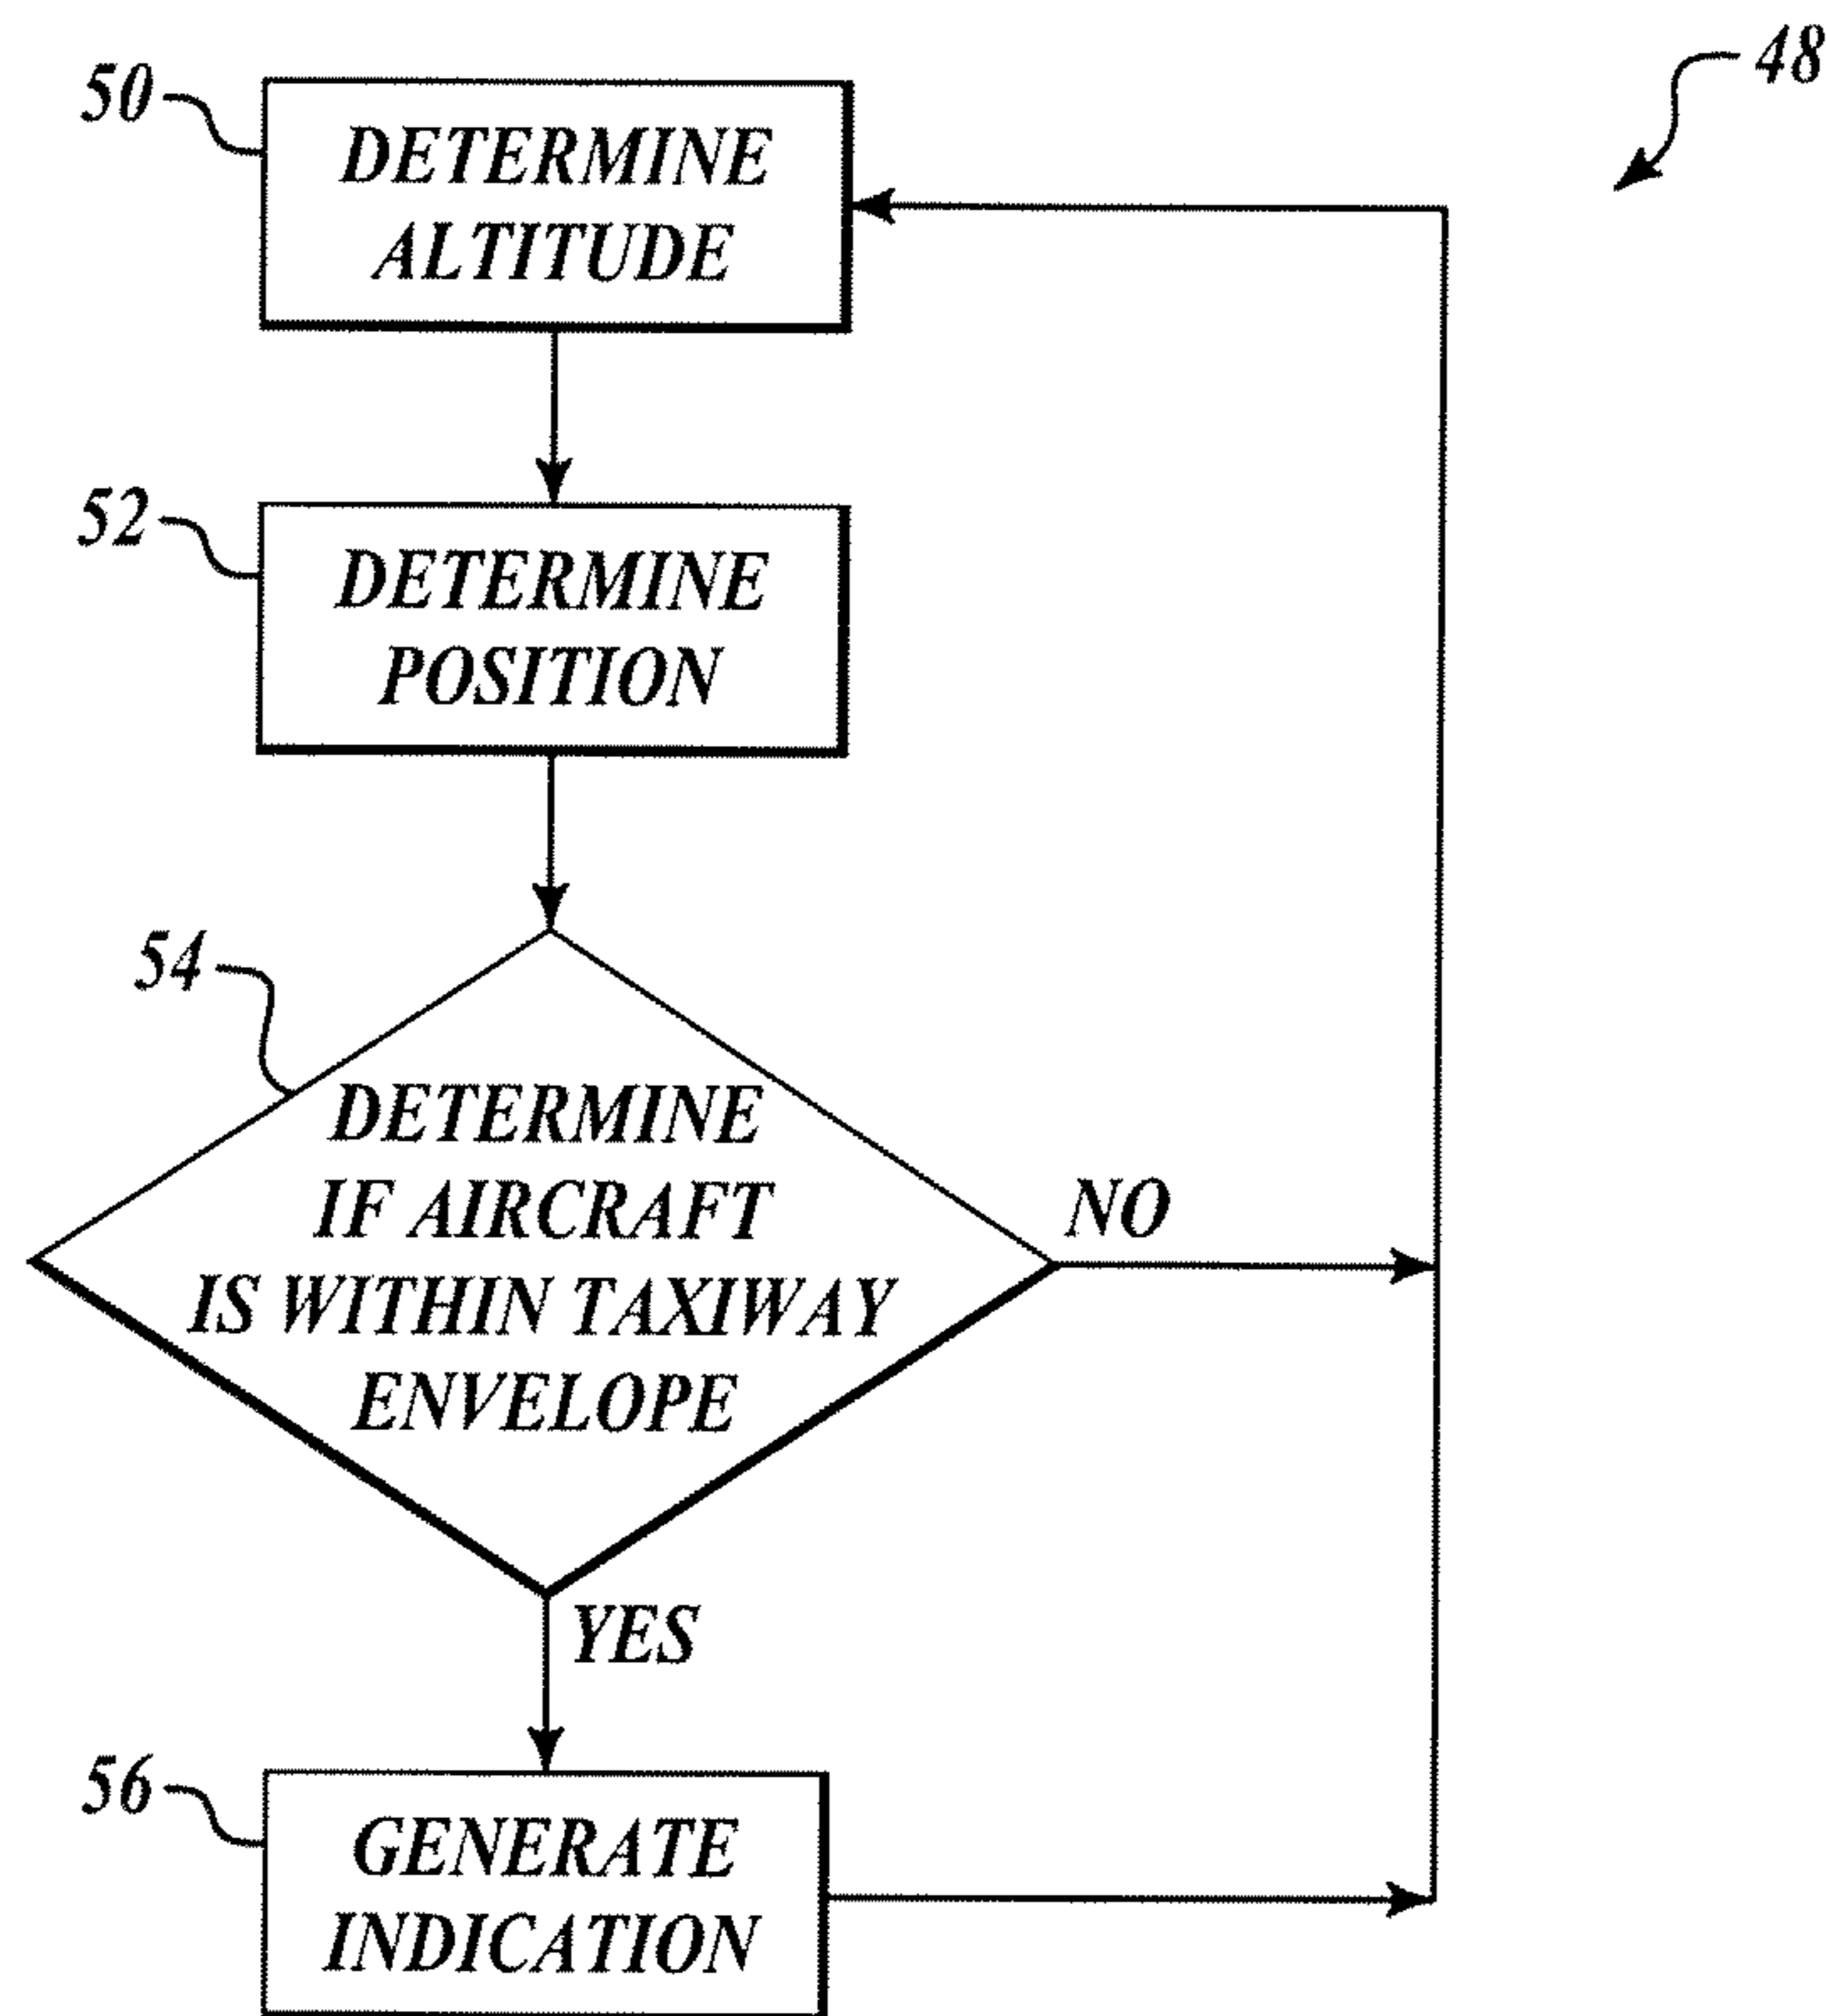 48
50
DETERMINE
ALTITUDE
52
DETERMINE
POSITION
54
DETERMINE
IF AIRCRAFT
IS WITHIN TAXIWAY
ENVELOPE
NO
YES
56
GENERATE
INDICATION